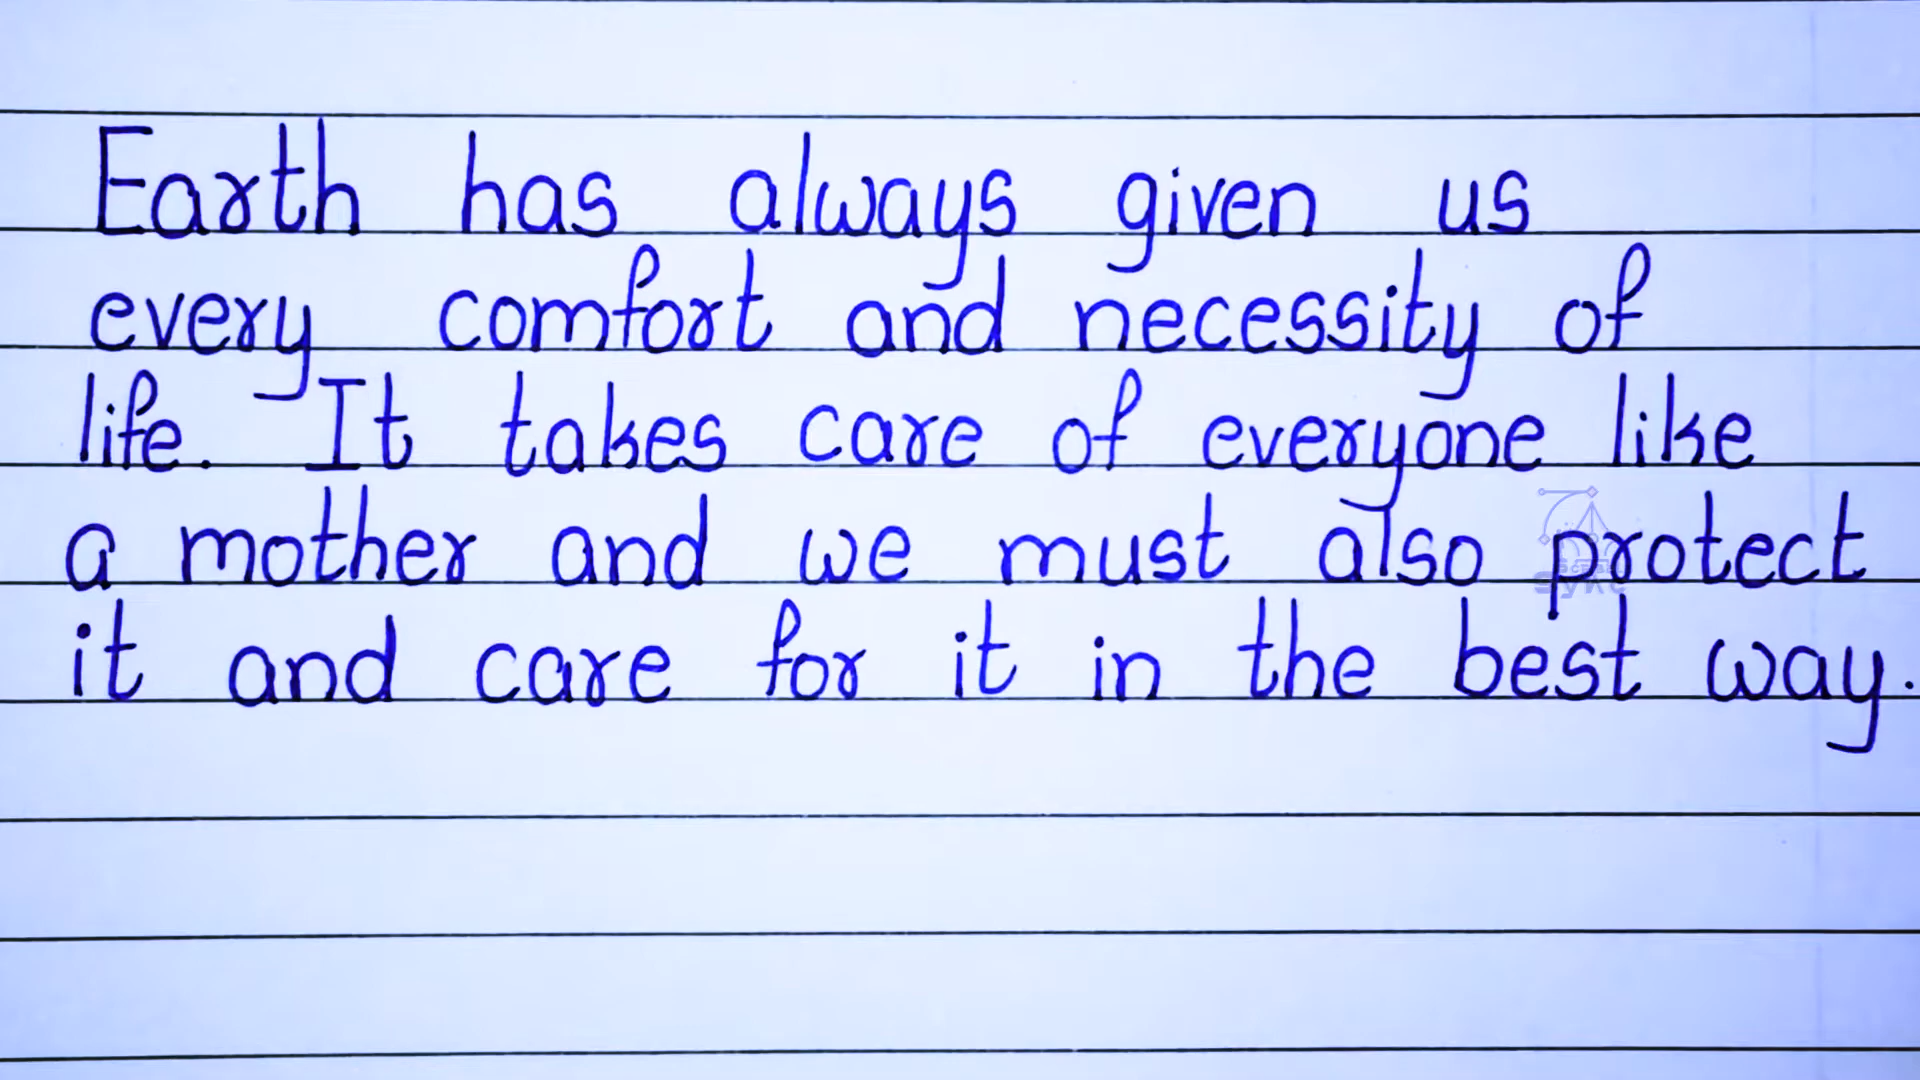 Earth has always given us
every comfort and necessity of
life. It takes care of everyone like
a mother and we must also protect
it and care for it in the best way.